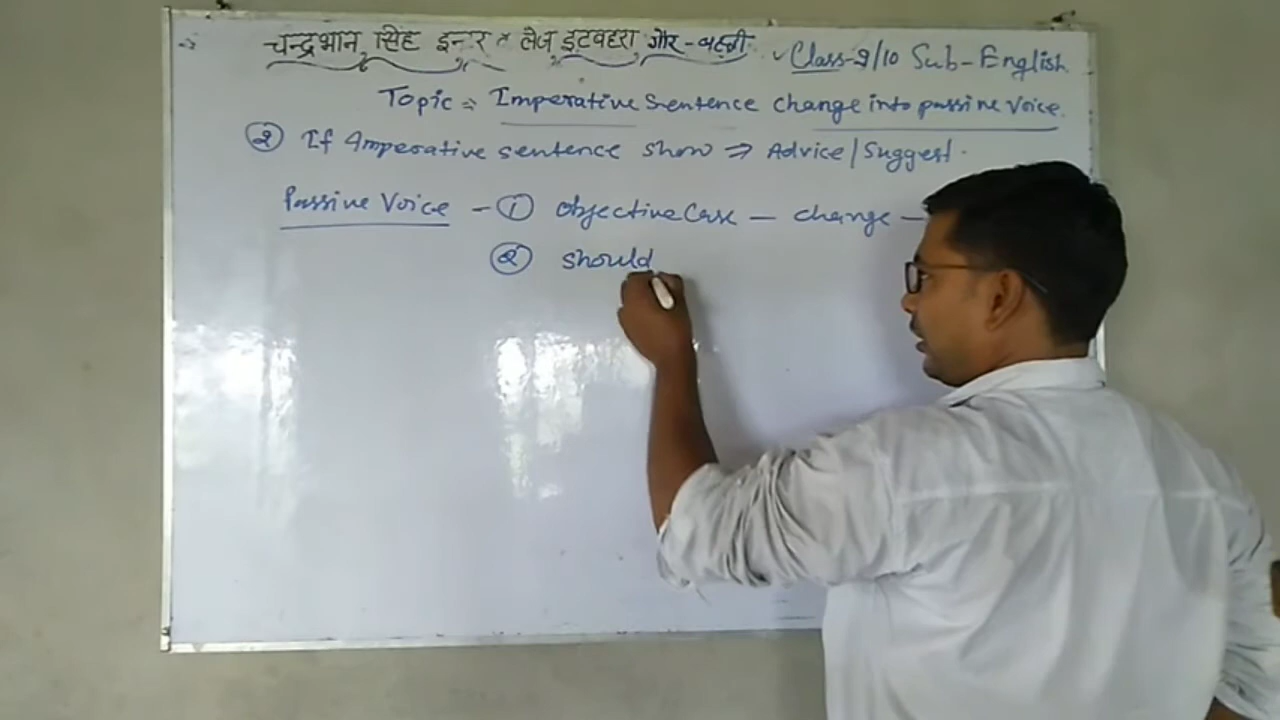 चन्द्रभान सिंह इन्टर कॉलेज इटवहरा गौर-बस्ती Class-9/10 Sub-English
Topic ⇒ Imperative Sentence change into passive Voice.
② If Imperative sentence show ⇒ Advice/Suggest.
Passive Voice - ① objective Case - change -
② should